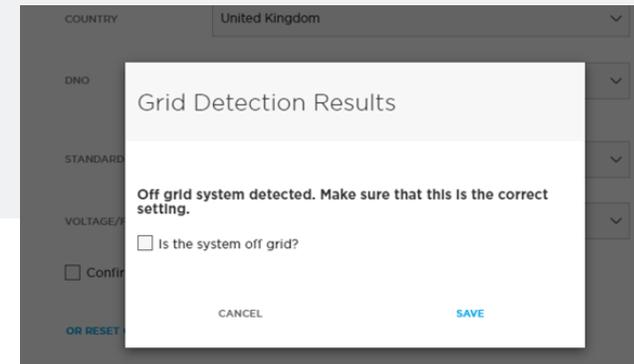 COUNTRY
United Kingdom
DNO
Grid Detection Results
STANDARD
Off grid system detected. Make sure that this is the correct
setting.
VOLTAGE/F
Is the system off grid?
Confir
CANCEL
SAVE
OR RESET